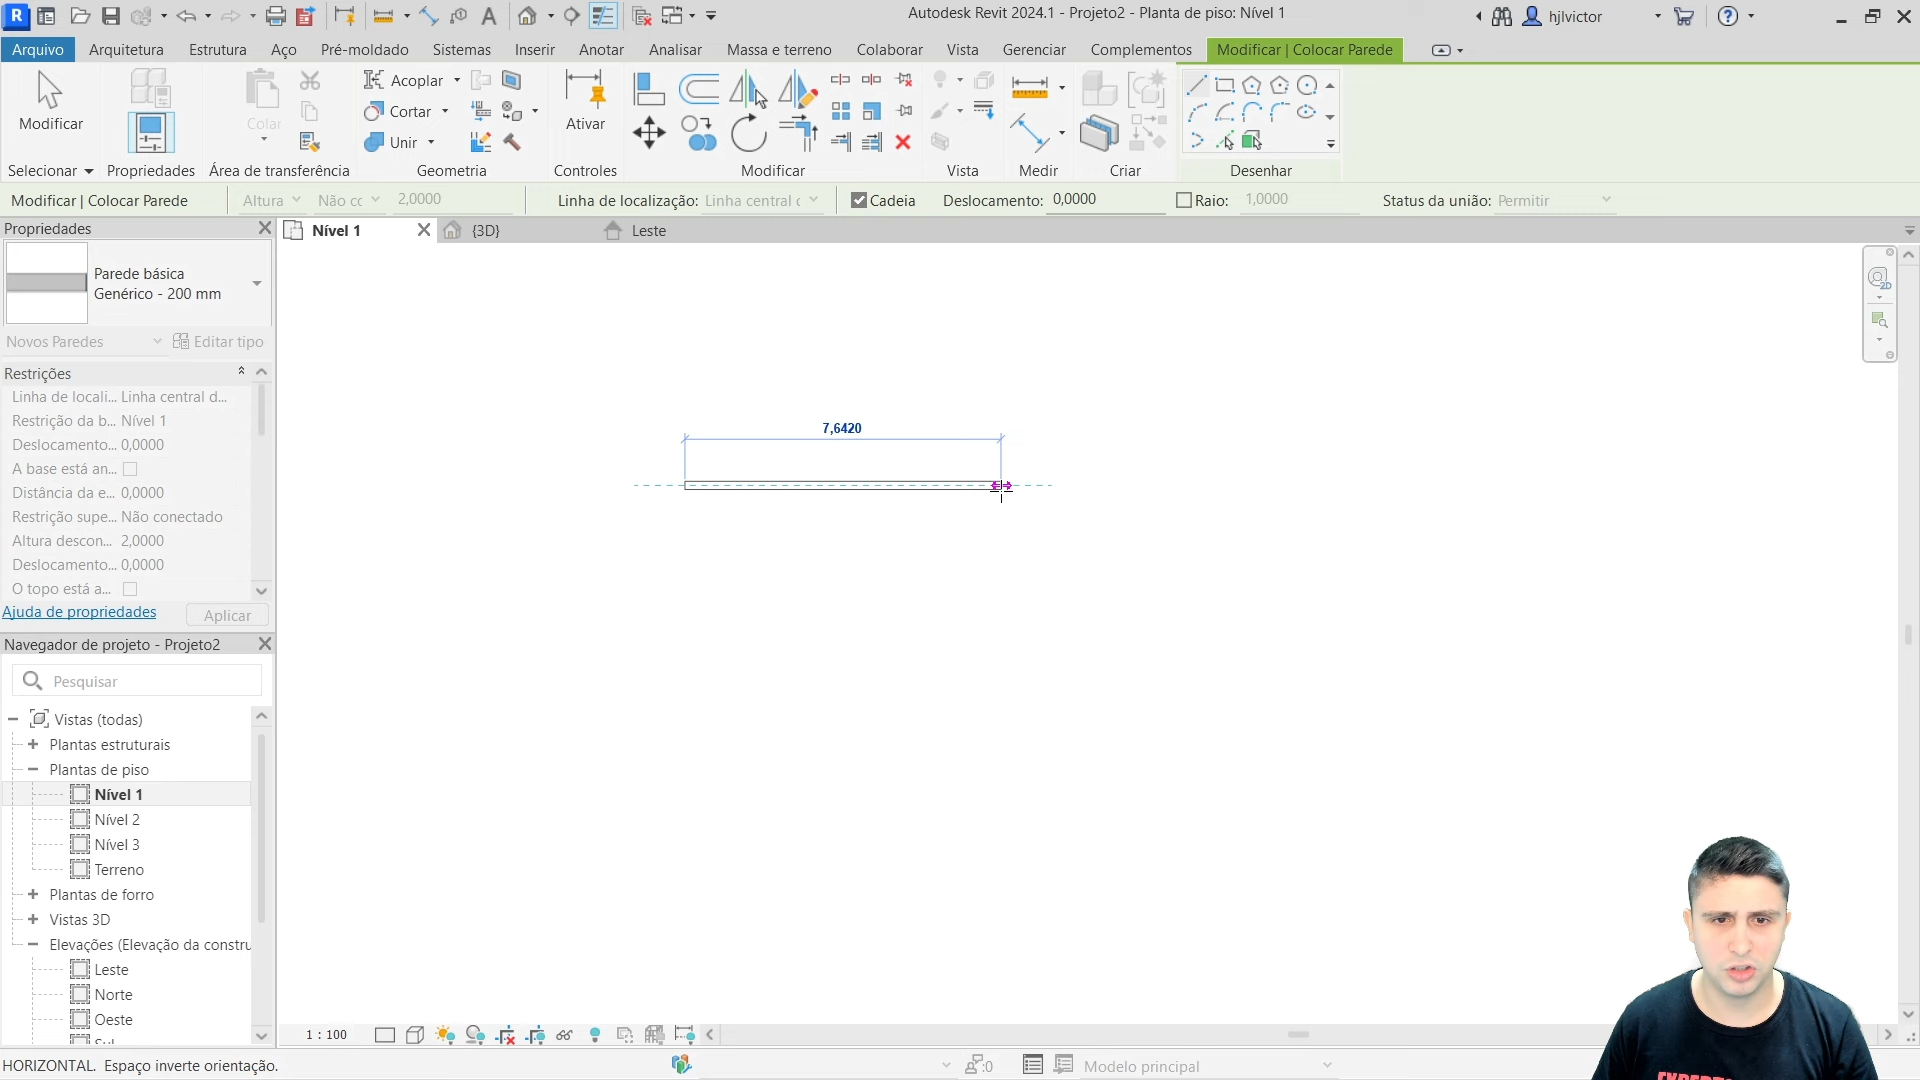 Autodesk Revit 2024.1 - Projeto2 - Planta de piso: Nível 1
hjlvictor
Arquivo Arquitetura Estrutura Aço Pré-moldado Sistemas Inserir Anotar Analisar Massa e terreno Colaborar Vista Gerenciar Complementos Modificar | Colocar Parede
Modificar
Colar
Acoplar
Cortar
Unir
Ativar
Selecionar Propriedades Área de transferência Geometria Controles Modificar Vista Medir Criar Desenhar
Modificar | Colocar Parede Altura Não cc 2,0000 Linha de localização: Linha central c Cadeia Deslocamento: 0,0000 Raio: 1,0000 Status da união: Permitir
Propriedades
Nível 1 {3D} Leste
Parede básica
Genérico - 200 mm
Novos Paredes Editar tipo
Restrições
Linha de locali... Linha central d...
Restrição da b... Nível 1
Deslocamento... 0,0000
A base está an...
Distância da e... 0,0000
Restrição supe... Não conectado
Altura descon... 2,0000
Deslocamento... 0,0000
O topo está a...
Ajuda de propriedades Aplicar
7,6420
Navegador de projeto - Projeto2
Pesquisar
Vistas (todas)
Plantas estruturais
Plantas de piso
Nível 1
Nível 2
Nível 3
Terreno
Plantas de forro
Vistas 3D
Elevações (Elevação da constru
Leste
Norte
Oeste
1 : 100
HORIZONTAL. Espaço inverte orientação.
:0
Modelo principal